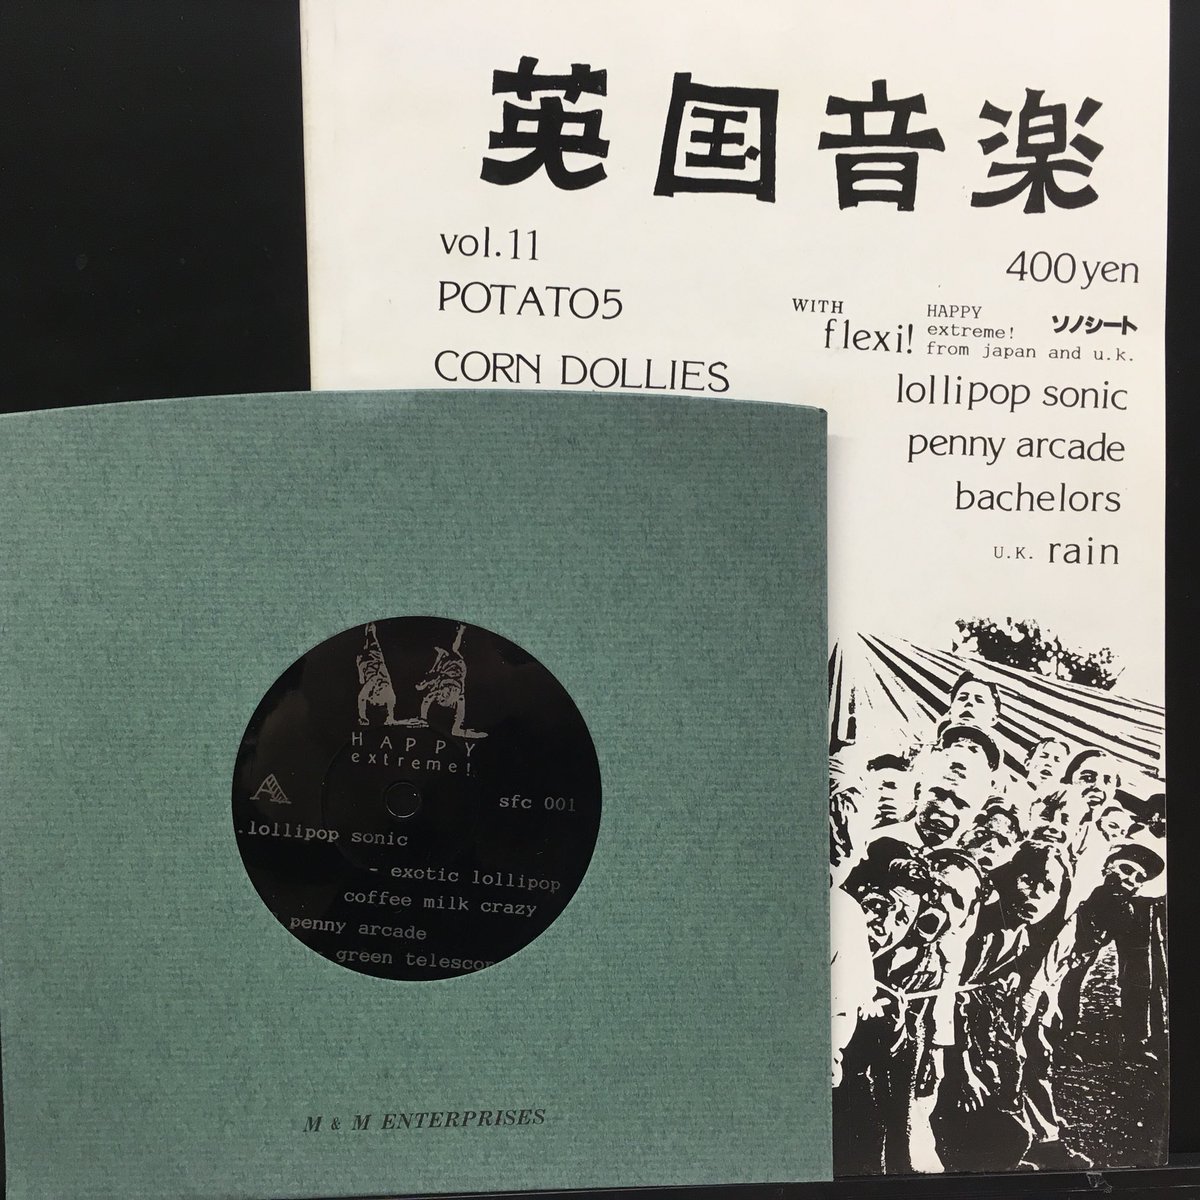 英国音楽
vol.11
400yen
POTATO5
WITH
flexi!
HAPPY
extreme!
ソノシート
from japan and u.k.
CORN DOLLIES
lollipop sonic
penny arcade
bachelors
U.K. rain
HAPPY
extreme!
A
sfc 001
.lollipop sonic
- exotic lollipop
coffee milk crazy
penny arcade
green telescop
M & M ENTERPRISES